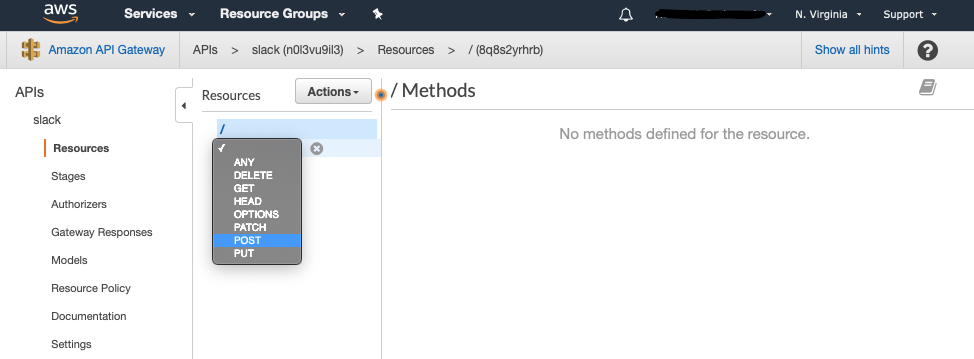 aws Services Resource Groups N. Virginia Support
Amazon API Gateway APIs > slack (n0l3vu9il3) > Resources > / (8q8s2yrhrb) Show all hints ?
APIs
slack
Resources
Stages
Authorizers
Gateway Responses
Models
Resource Policy
Documentation
Settings
Resources Actions
/
ANY
DELETE
GET
HEAD
OPTIONS
PATCH
POST
PUT
/ Methods
No methods defined for the resource.